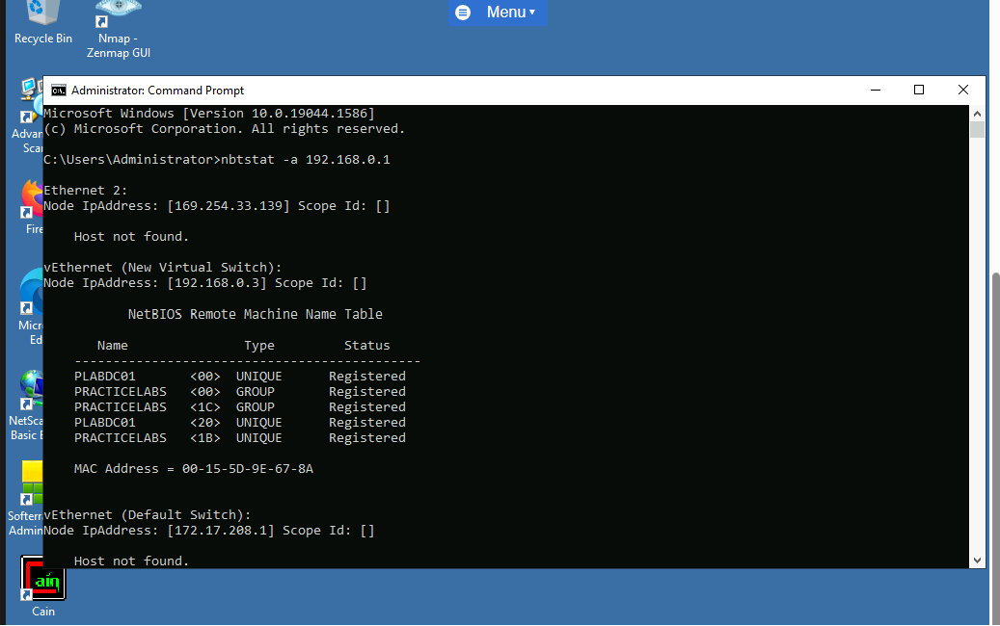 Menu
Recycle Bin
Nmap -
Zenmap GUI
Administrator: Command Prompt
Microsoft Windows [Version 10.0.19044.1586]
(c) Microsoft Corporation. All rights reserved.
C:\Users\Administrator>nbtstat -a 192.168.0.1
Ethernet 2:
Node IpAddress: [169.254.33.139] Scope Id: []
Host not found.
vEthernet (New Virtual Switch):
Node IpAddress: [192.168.0.3] Scope Id: []
NetBIOS Remote Machine Name Table
Name Type Status
---------------------------------------------
PLABDC01 <00> UNIQUE Registered
PRACTICELABS <00> GROUP Registered
PRACTICELABS <1C> GROUP Registered
PLABDC01 <20> UNIQUE Registered
PRACTICELABS <1B> UNIQUE Registered
MAC Address = 00-15-5D-9E-67-8A
vEthernet (Default Switch):
Node IpAddress: [172.17.208.1] Scope Id: []
Host not found.
Advan
Sca
Fire
Micr
Ed
NetSca
Basic E
Softer
Admin
ain
Cain